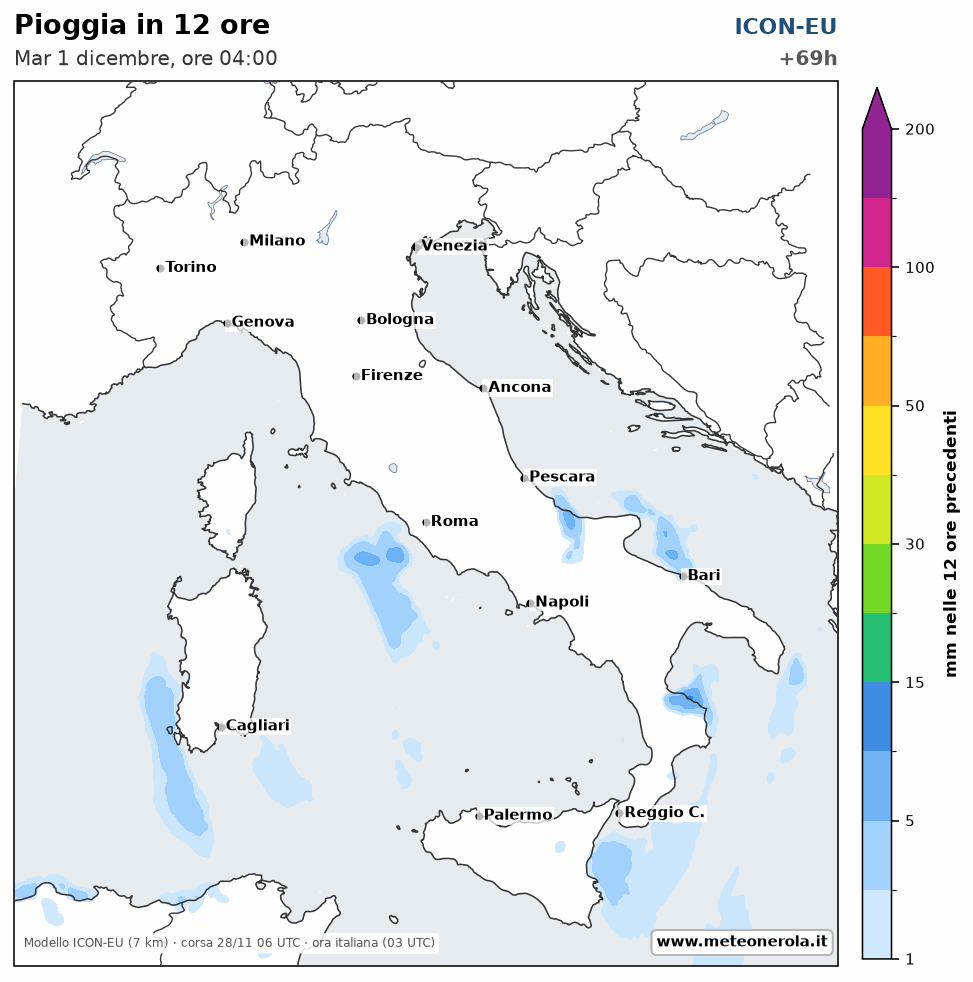 Pioggia in 12 ore
ICON-EU
Mar 1 dicembre, ore 04:00
+69h
200
100
50
30
15
5
1
mm nelle 12 ore precedenti
Milano
Venezia
Torino
Genova
Bologna
Firenze
Ancona
Pescara
Roma
Bari
Napoli
Cagliari
Palermo
Reggio C.
Modello ICON-EU (7 km) · corsa 28/11 06 UTC · ora italiana (03 UTC)
www.meteonerola.it